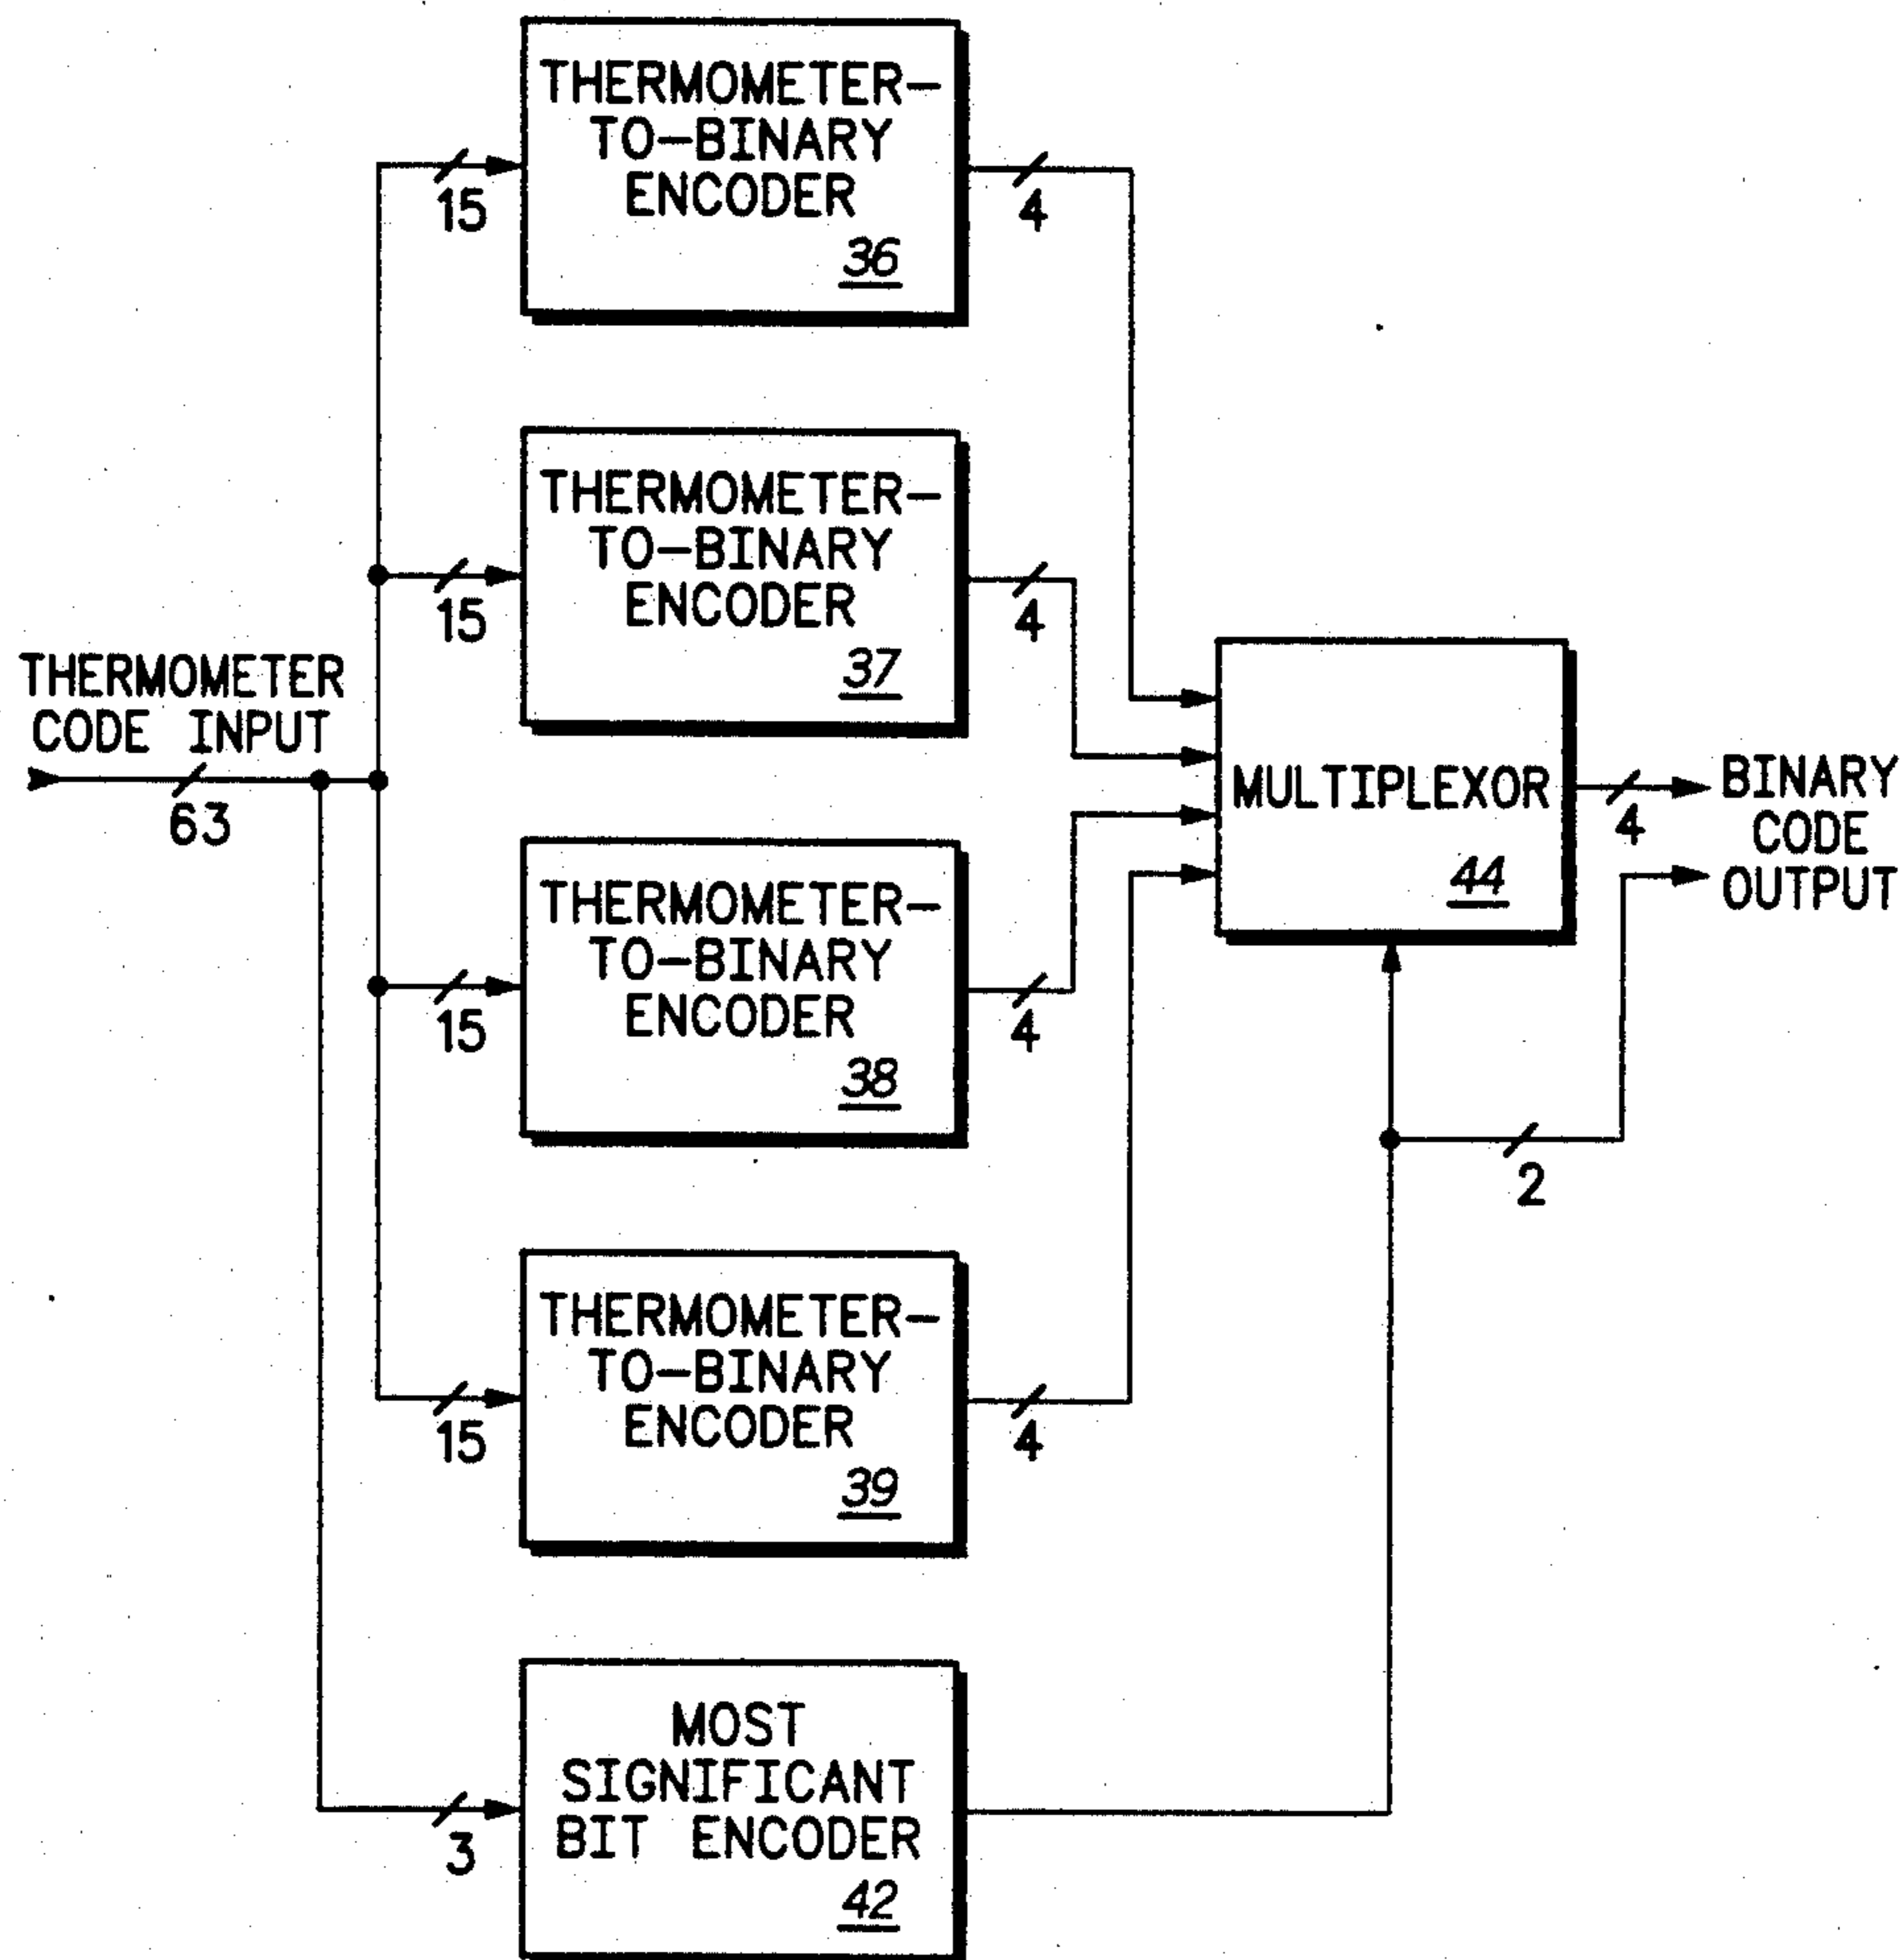 THERMOMETER-
TO-BINARY
ENCODER
36
15
4
THERMOMETER-
TO-BINARY
ENCODER
37
15
4
THERMOMETER
CODE INPUT
63
MULTIPLEXOR
44
4
BINARY
CODE
OUTPUT
THERMOMETER-
TO-BINARY
ENCODER
38
15
4
2
THERMOMETER-
TO-BINARY
ENCODER
39
15
4
MOST
SIGNIFICANT
BIT ENCODER
42
3